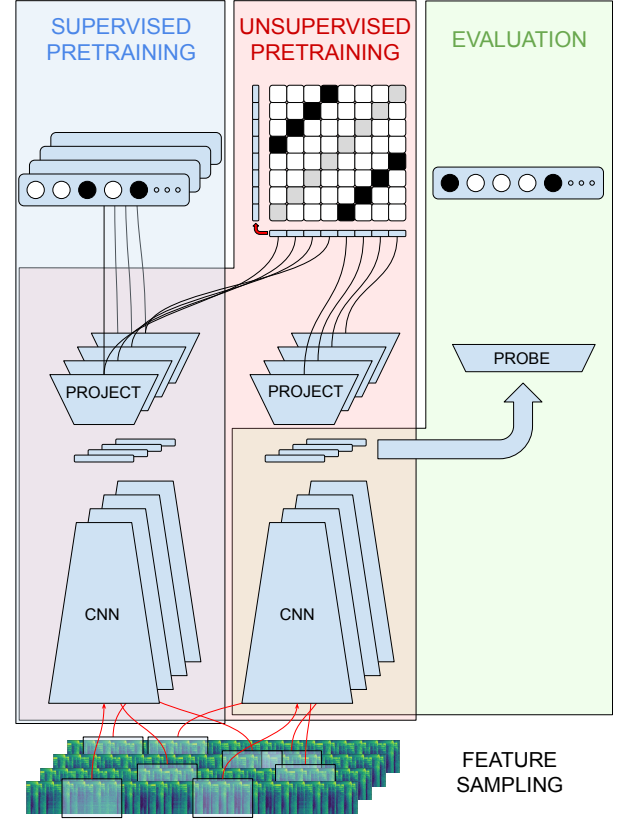 SUPERVISED
PRETRAINING
UNSUPERVISED
PRETRAINING
EVALUATION
PROJECT
PROJECT
PROBE
CNN
CNN
FEATURE
SAMPLING